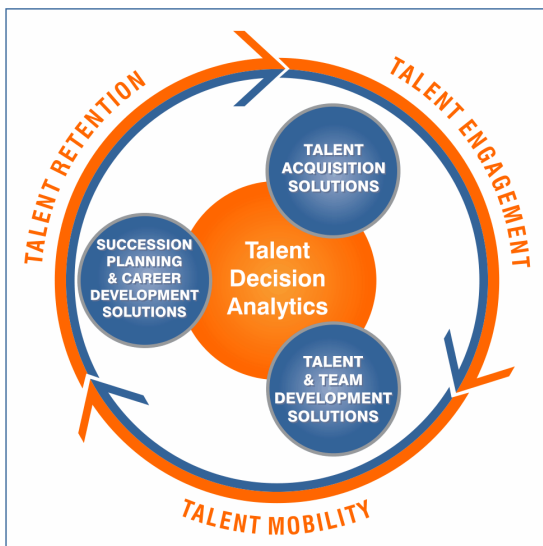 TALENT RETENTION
TALENT ENGAGEMENT
TALENT
ACQUISITION
SOLUTIONS
SUCCESSION
PLANNING
& CAREER
DEVELOPMENT
SOLUTIONS
Talent
Decision
Analytics
TALENT
& TEAM
DEVELOPMENT
SOLUTIONS
TALENT MOBILITY